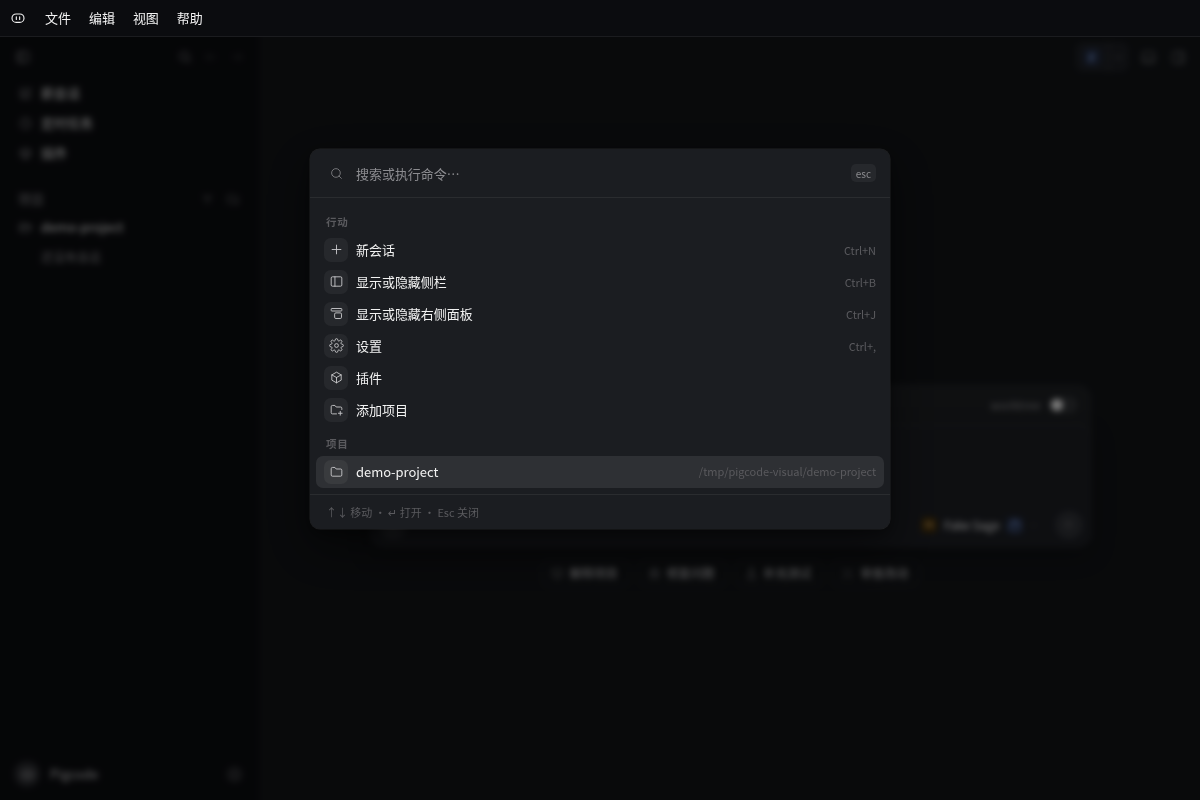 文件 编辑 视图 帮助
搜索或执行命令… esc
行动
新会话 Ctrl+N
显示或隐藏侧栏 Ctrl+B
显示或隐藏右侧面板 Ctrl+J
设置 Ctrl+,
插件
添加项目
项目
demo-project /tmp/pigcode-visual/demo-project
↑↓ 移动 · ↵ 打开 · Esc 关闭
demo-project
Pigcode